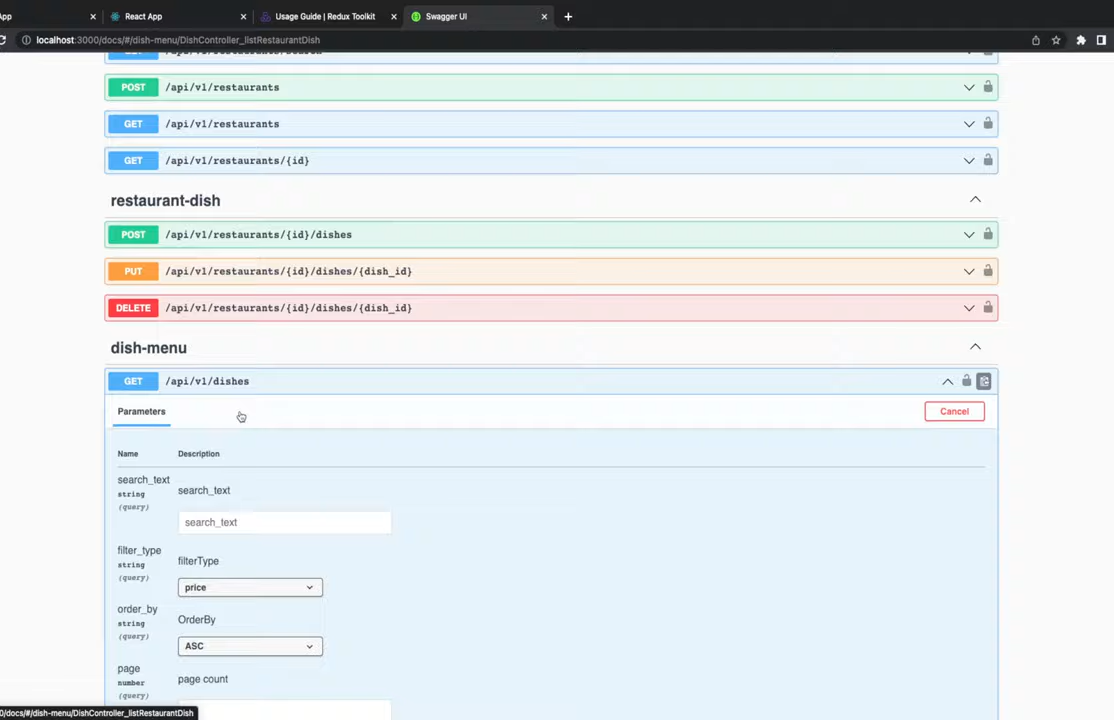 App
React App
Usage Guide | Redux Toolkit
Swagger UI
localhost:3000/docs/#/dish-menu/DishController_listRestaurantDish
POST /api/v1/restaurants
GET /api/v1/restaurants
GET /api/v1/restaurants/{id}
restaurant-dish
POST /api/v1/restaurants/{id}/dishes
PUT /api/v1/restaurants/{id}/dishes/{dish_id}
DELETE /api/v1/restaurants/{id}/dishes/{dish_id}
dish-menu
GET /api/v1/dishes
Parameters
Cancel
Name Description
search_text
string
(query)
search_text
search_text
filter_type
string
(query)
filterType
price
order_by
string
(query)
OrderBy
ASC
page
number
(query)
page count
0/docs/#/dish-menu/DishController_listRestaurantDish